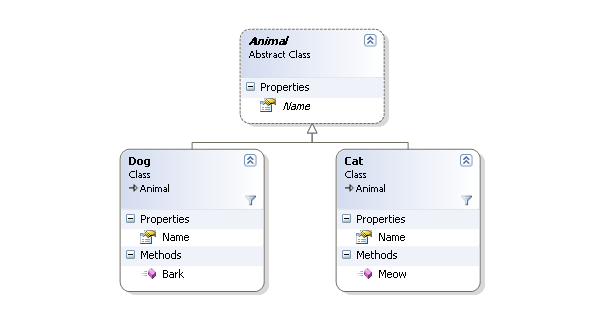 Animal
Abstract Class
Properties
Name
Dog
Class
Animal
Properties
Name
Methods
Bark
Cat
Class
Animal
Properties
Name
Methods
Meow